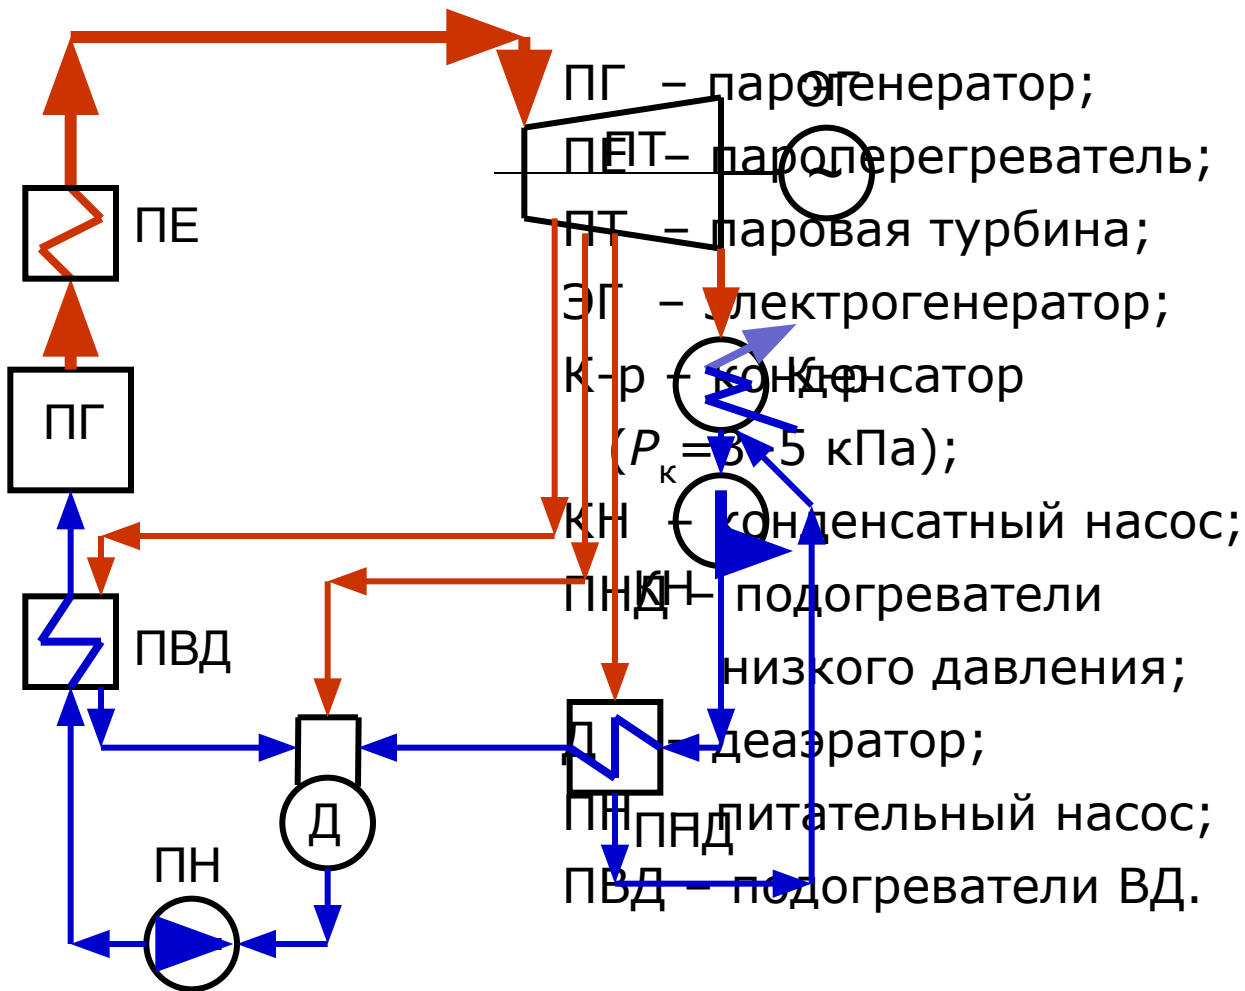 ПГ – парогенератор;
ПЕ – пароперегреватель;
ПТ – паровая турбина;
ЭГ – электрогенератор;
К-р – конденсатор
(Pк=3-5 кПа);
КН – конденсатный насос;
ПНД – подогреватели
низкого давления;
Д – деаэратор;
ПН – питательный насос;
ПВД – подогреватели ВД.
ЭГ
ПТ
~
ПЕ
К-р
ПГ
КН
ПВД
Д
ПНД
ПН